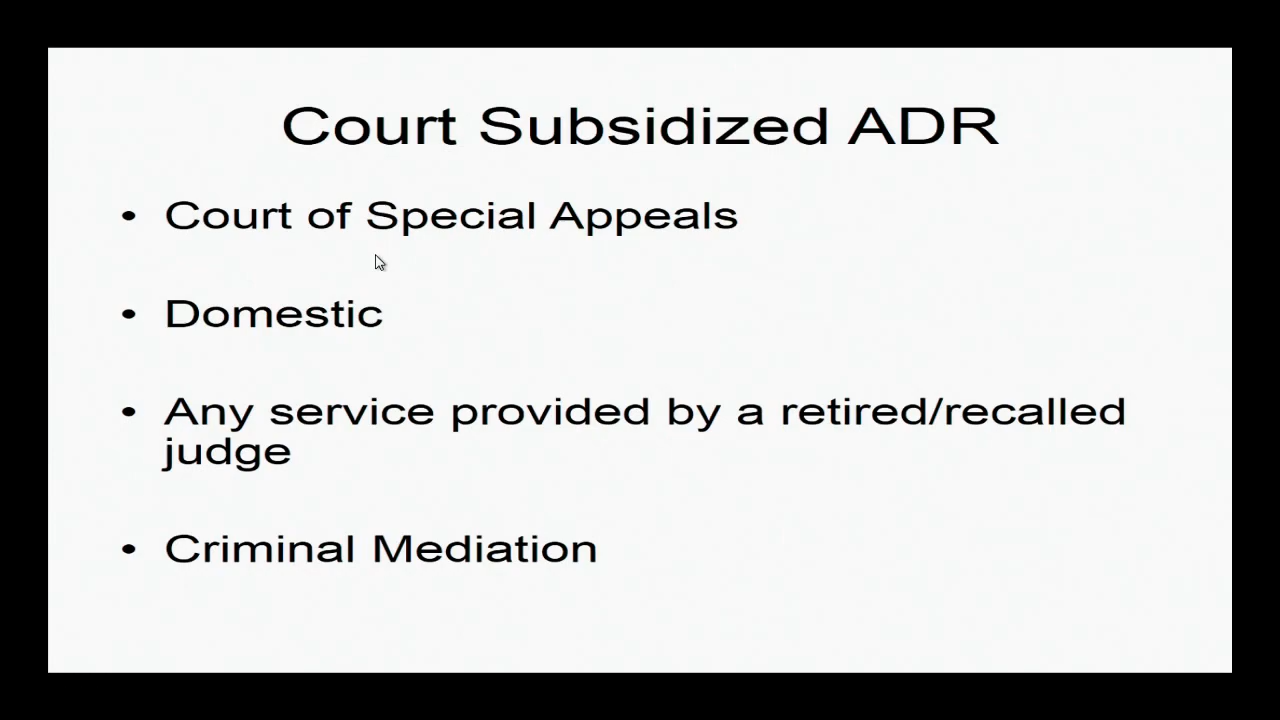 Court Subsidized ADR
• Court of Special Appeals
• Domestic
• Any service provided by a retired/recalled
judge
• Criminal Mediation